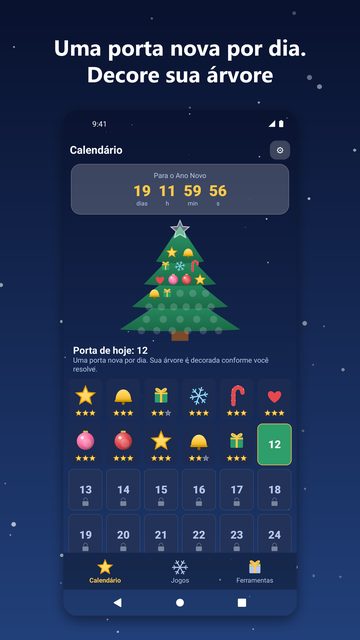 Uma porta nova por dia.
Decore sua árvore
9:41
Calendário
Para o Ano Novo
19 11 59 56
dias h min s
Porta de hoje: 12
Uma porta nova por dia. Sua árvore é decorada conforme você
resolve.
12
13 14 15 16 17 18
19 20 21 22 23 24
Calendário Jogos Ferramentas